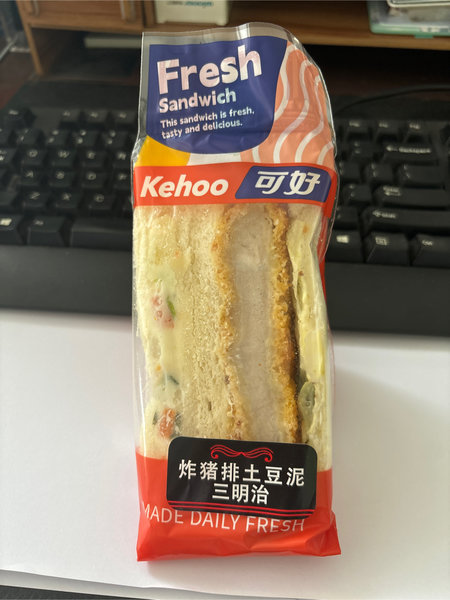 Fresh
Sandwich
This sandwich is fresh,
tasty and delicious.
Kehoo 可好
炸猪排土豆泥
三明治
MADE DAILY FRESH